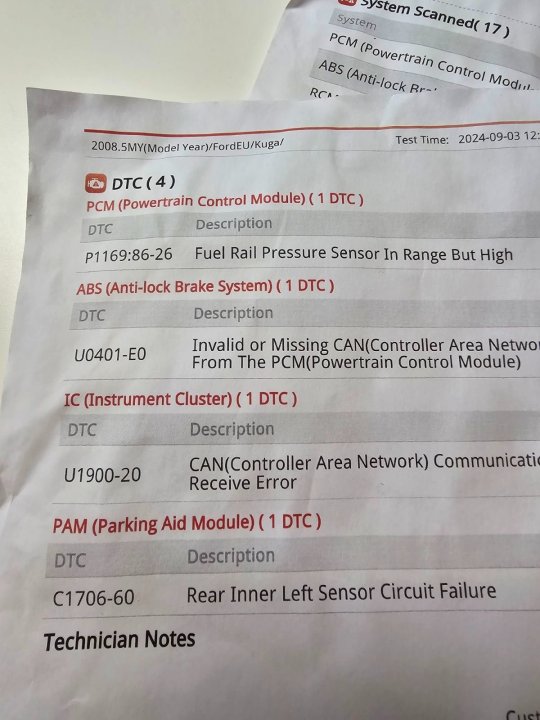 System Scanned( 17 )
System
PCM (Powertrain Control
ABS (Anti-lock
2008.5MY(Model Year)/FordEU/Kuga/
Test Time: 2024-09-03 12:
DTC ( 4 )
PCM (Powertrain Control Module) ( 1 DTC )
DTC Description
P1169:86-26 Fuel Rail Pressure Sensor In Range But High
ABS (Anti-lock Brake System) ( 1 DTC )
DTC Description
U0401-E0 Invalid or Missing CAN(Controller Area
From The PCM(Powertrain Control Module)
IC (Instrument Cluster) ( 1 DTC )
DTC Description
U1900-20 CAN(Controller Area Network)
Receive Error
PAM (Parking Aid Module) ( 1 DTC )
DTC Description
C1706-60 Rear Inner Left Sensor Circuit Failure
Technician Notes